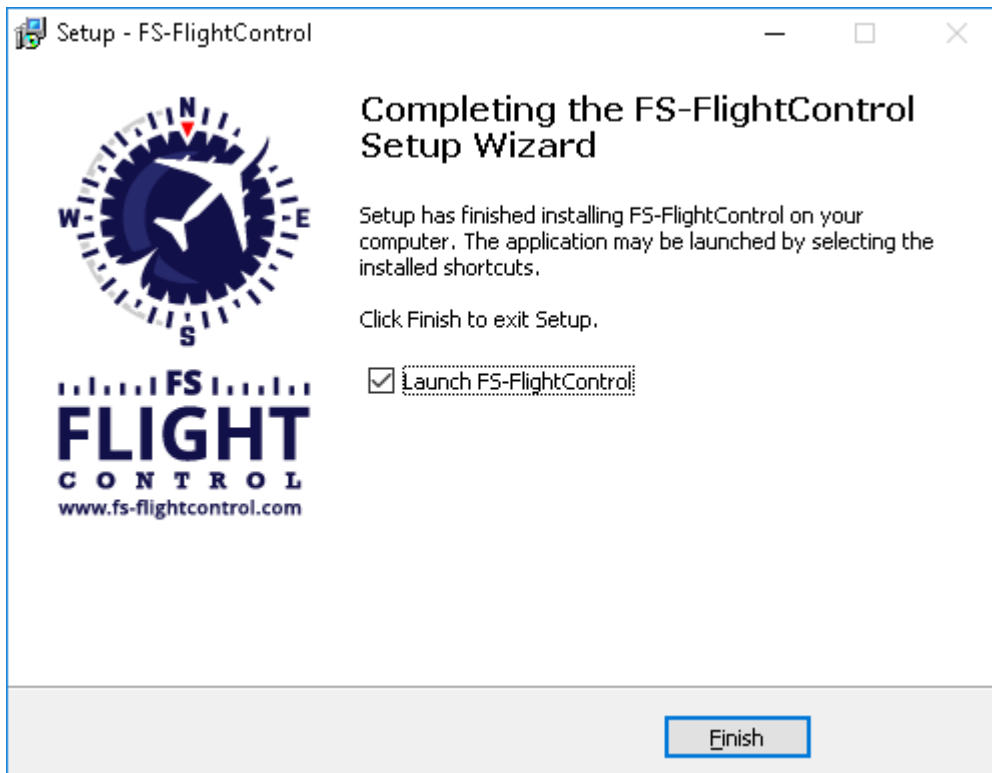 Setup - FS-FlightControl
N
W
E
S
FS
FLIGHT
CONTROL
www.fs-flightcontrol.com
Completing the FS-FlightControl
Setup Wizard
Setup has finished installing FS-FlightControl on your
computer. The application may be launched by selecting the
installed shortcuts.
Click Finish to exit Setup.
Launch FS-FlightControl
Finish